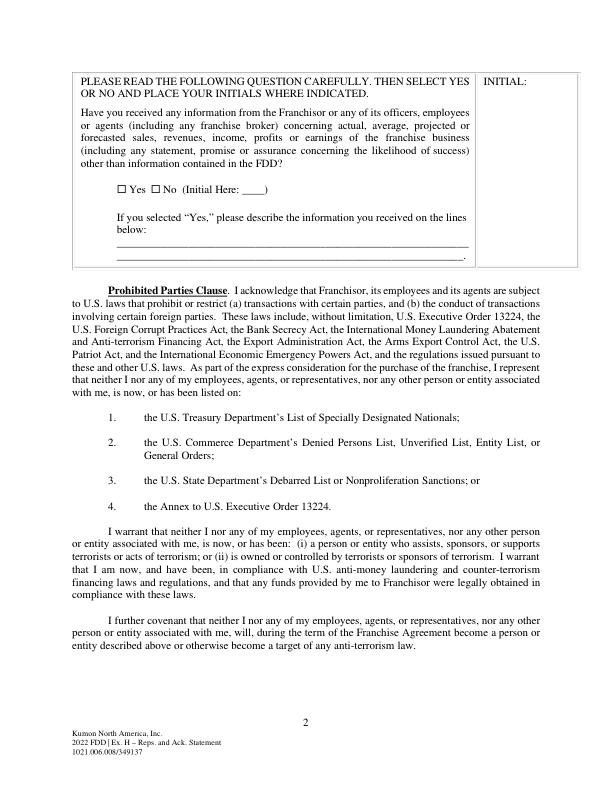 PLEASE READ THE FOLLOWING QUESTION CAREFULLY. THEN SELECT YES
OR NO AND PLACE YOUR INITIALS WHERE INDICATED.
INITIAL:
Have you received any information from the Franchisor or any of its officers, employees
or agents (including any franchise broker) concerning actual, average, projected or
forecasted sales, revenues, income, profits or earnings of the franchise business
(including any statement, promise or assurance concerning the likelihood of success)
other than information contained in the FDD?
☐ Yes ☐ No (Initial Here: ____)
If you selected “Yes,” please describe the information you received on the lines
below:
________________________________________________________________
_______________________________________________________________.
Prohibited Parties Clause. I acknowledge that Franchisor, its employees and its agents are subject
to U.S. laws that prohibit or restrict (a) transactions with certain parties, and (b) the conduct of transactions
involving certain foreign parties. These laws include, without limitation, U.S. Executive Order 13224, the
U.S. Foreign Corrupt Practices Act, the Bank Secrecy Act, the International Money Laundering Abatement
and Anti-terrorism Financing Act, the Export Administration Act, the Arms Export Control Act, the U.S.
Patriot Act, and the International Economic Emergency Powers Act, and the regulations issued pursuant to
these and other U.S. laws. As part of the express consideration for the purchase of the franchise, I represent
that neither I nor any of my employees, agents, or representatives, nor any other person or entity associated
with me, is now, or has been listed on:
1. the U.S. Treasury Department’s List of Specially Designated Nationals;
2. the U.S. Commerce Department’s Denied Persons List, Unverified List, Entity List, or
General Orders;
3. the U.S. State Department’s Debarred List or Nonproliferation Sanctions; or
4. the Annex to U.S. Executive Order 13224.
I warrant that neither I nor any of my employees, agents, or representatives, nor any other person
or entity associated with me, is now, or has been: (i) a person or entity who assists, sponsors, or supports
terrorists or acts of terrorism; or (ii) is owned or controlled by terrorists or sponsors of terrorism. I warrant
that I am now, and have been, in compliance with U.S. anti-money laundering and counter-terrorism
financing laws and regulations, and that any funds provided by me to Franchisor were legally obtained in
compliance with these laws.
I further covenant that neither I nor any of my employees, agents, or representatives, nor any other
person or entity associated with me, will, during the term of the Franchise Agreement become a person or
entity described above or otherwise become a target of any anti-terrorism law.
2
Kumon North America, Inc.
2022 FDD | Ex. H – Reps. and Ack. Statement
1021.006.008/349137